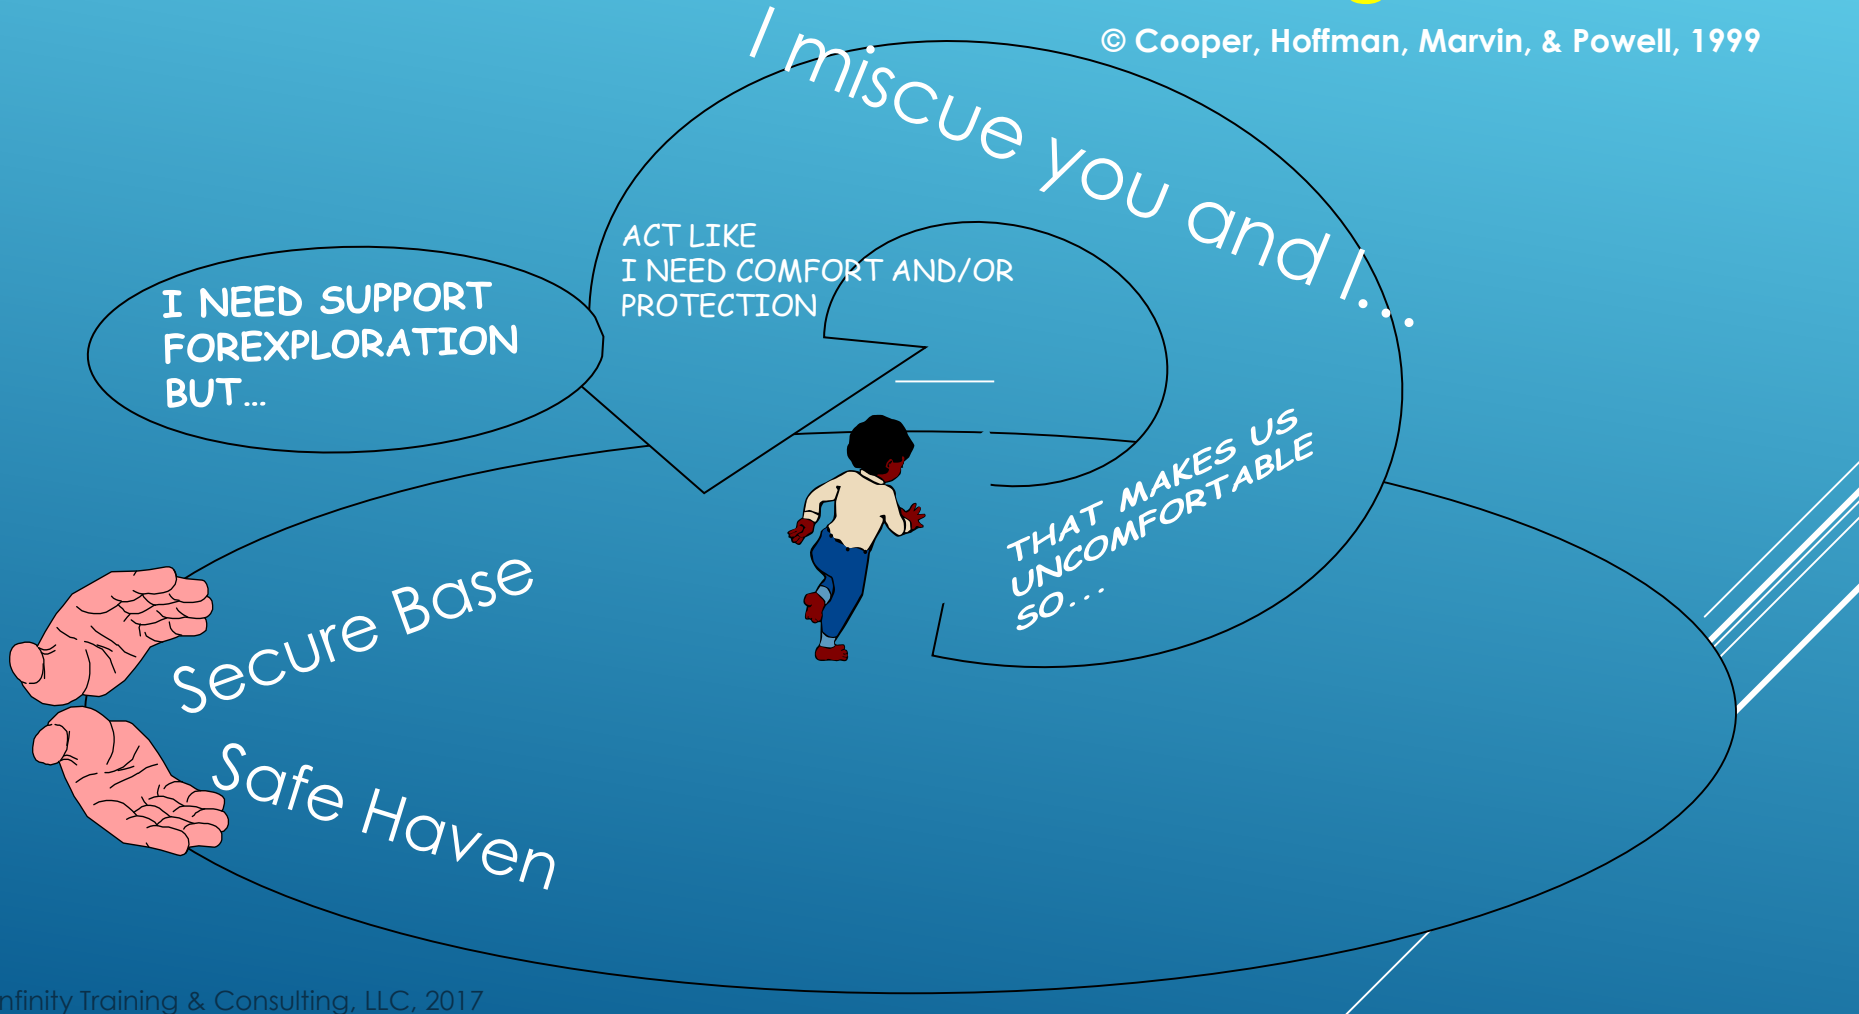 © Cooper, Hoffman, Marvin, & Powell, 1999
I miscue you and I...
ACT LIKE
I NEED COMFORT AND/OR
PROTECTION
I NEED SUPPORT
FOREXPLORATION
BUT...
THAT MAKES US
UNCOMFORTABLE
SO...
Secure Base
Safe Haven
nfinity Training & Consulting, LLC, 2017